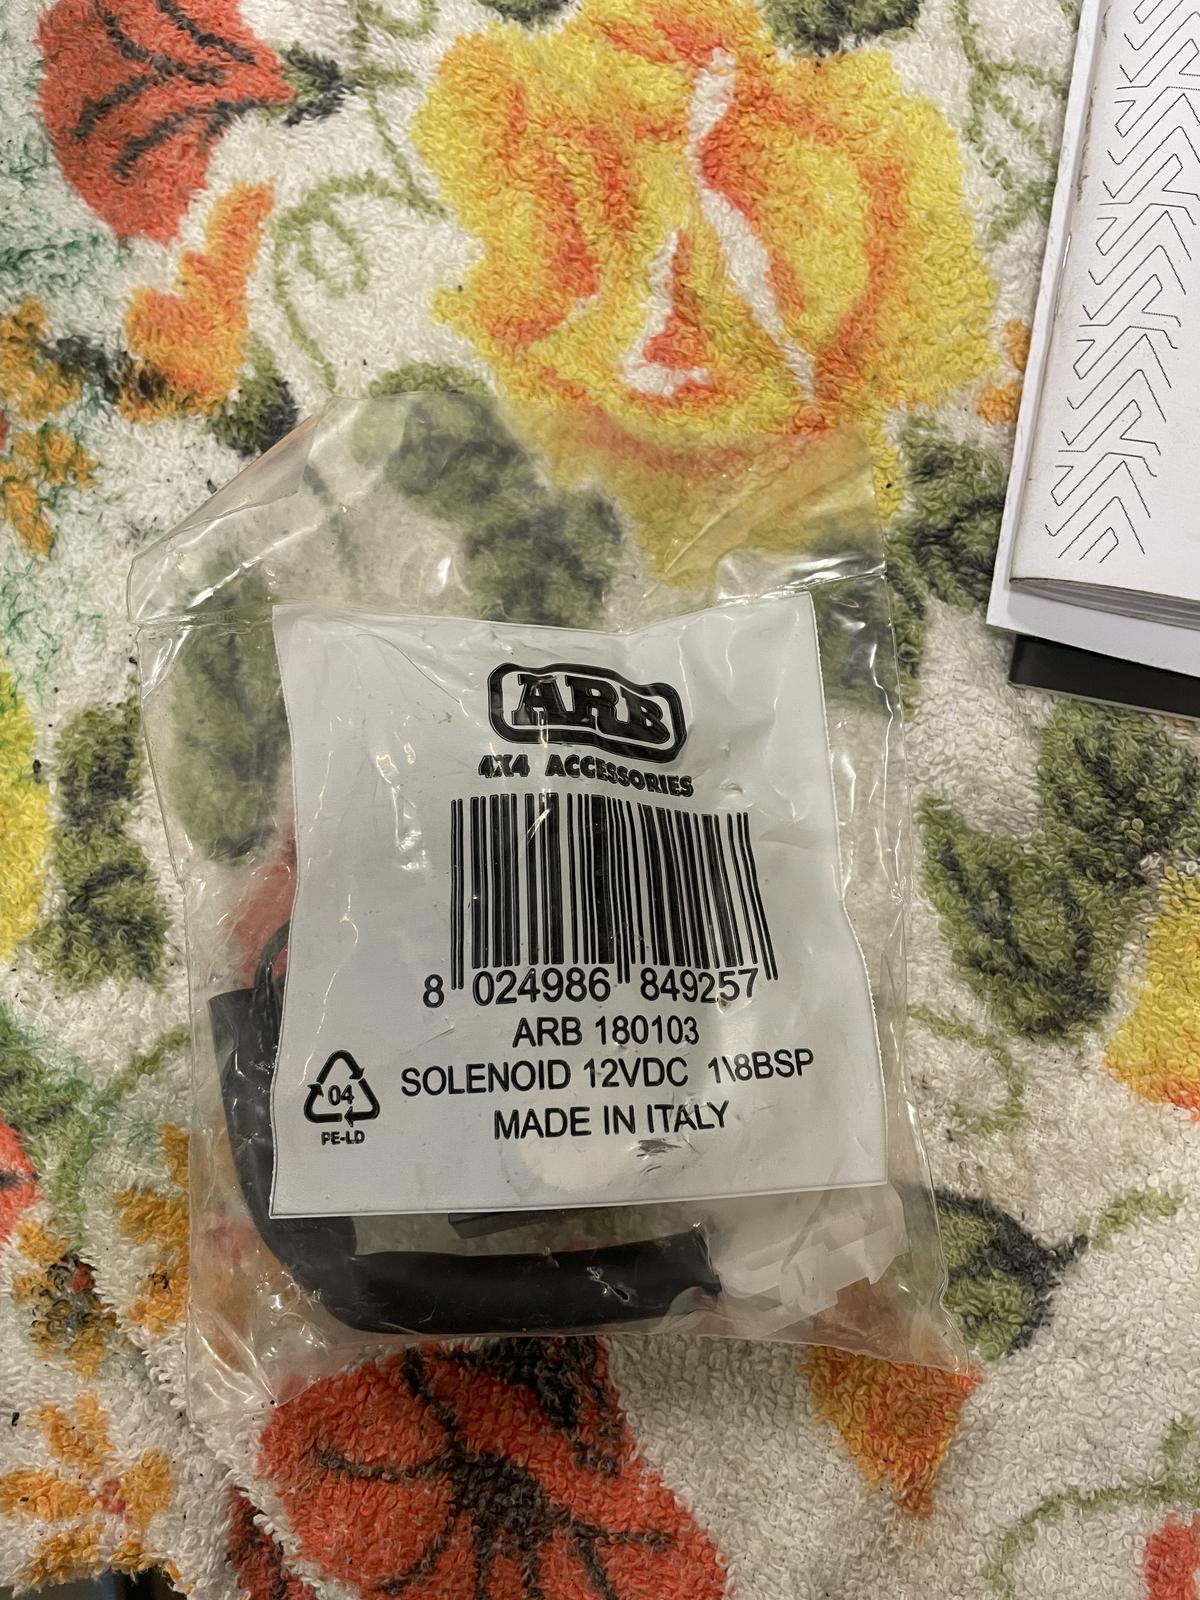 ARB
4X4 ACCESSORIES
8 024986 849257
ARB 180103
SOLENOID 12VDC 1\8BSP
MADE IN ITALY
04
PE-LD